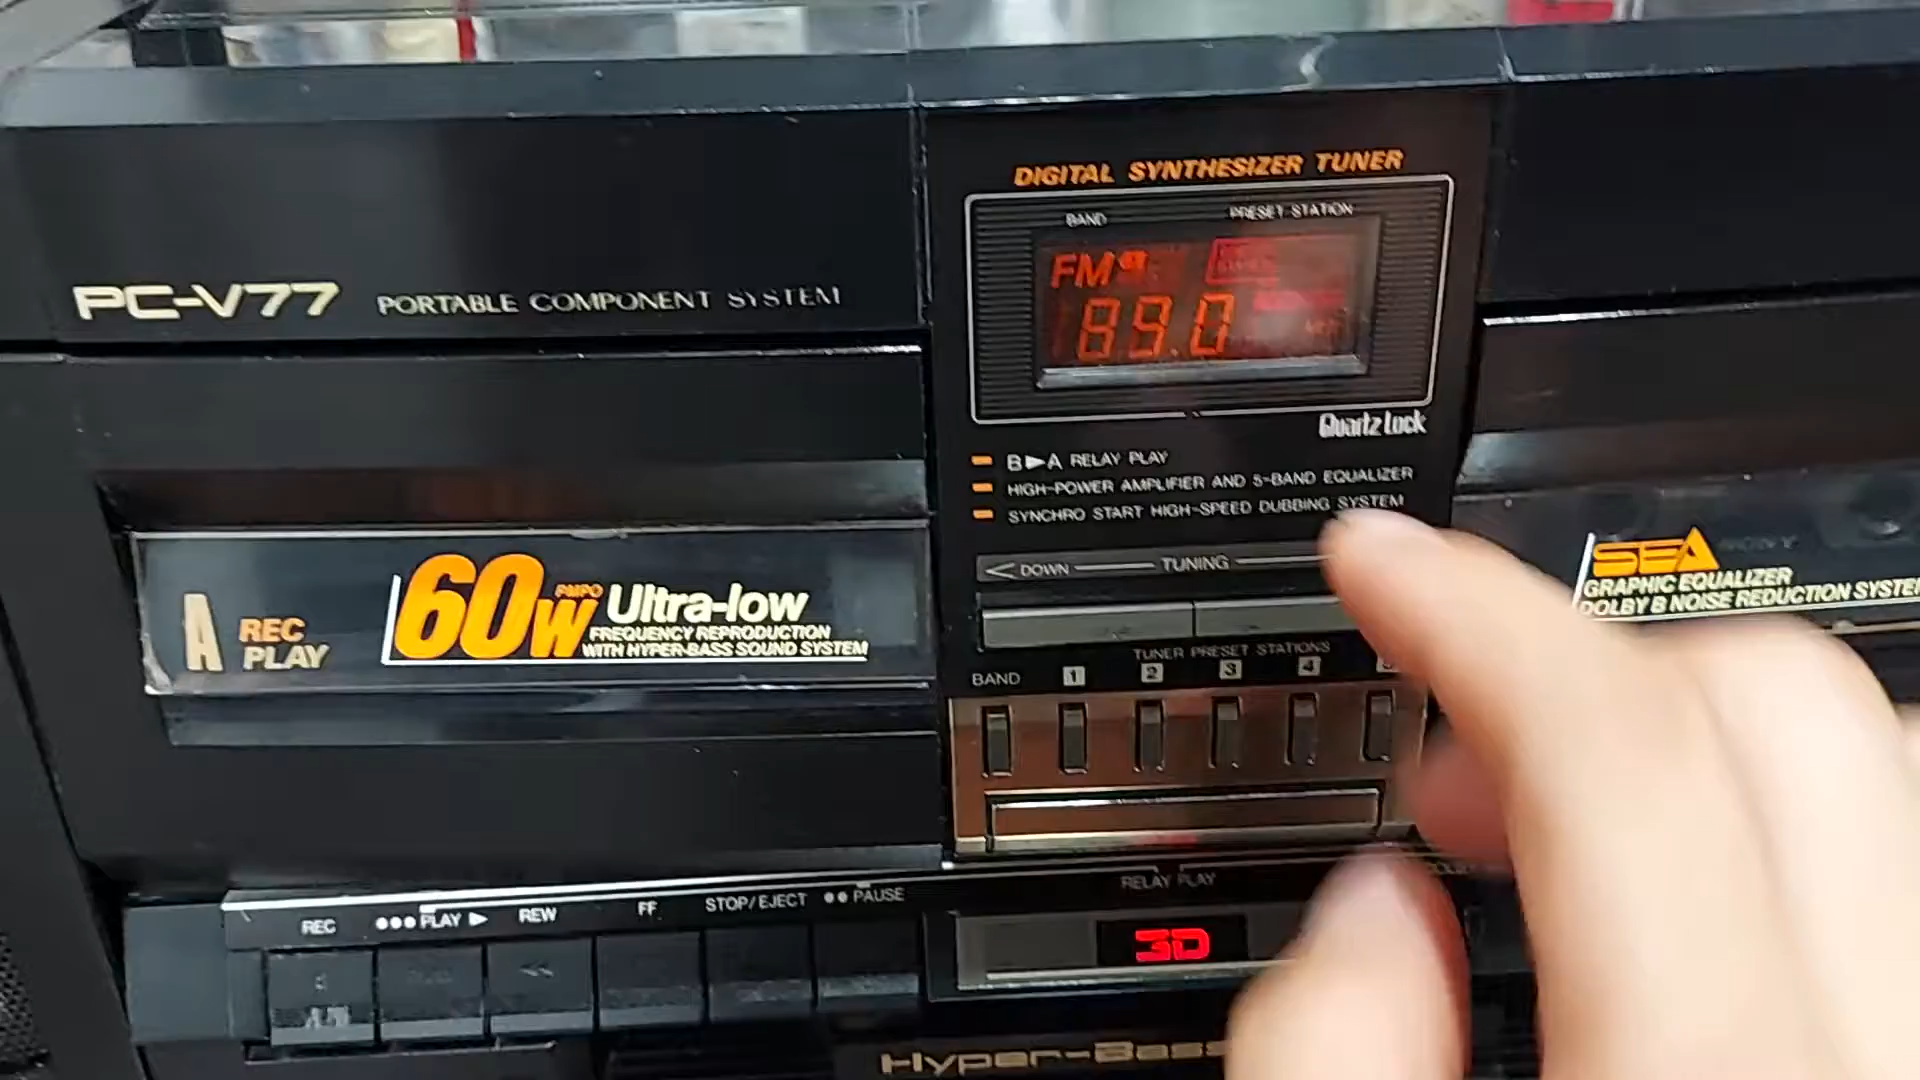 DIGITAL SYNTHESIZER TUNER
BAND PRESET STATION
FM
89.0
Quartz Lock
PC-V77 PORTABLE COMPONENT SYSTEM
B▶A RELAY PLAY
HIGH-POWER AMPLIFIER AND 5-BAND EQUALIZER
SYNCHRO START HIGH-SPEED DUBBING SYSTEM
< DOWN TUNING
TUNER PRESET STATIONS
BAND 1 2 3 4
A REC PLAY
60W PMPO Ultra-low
FREQUENCY REPRODUCTION
WITH HYPER-BASS SOUND SYSTEM
SEA
GRAPHIC EQUALIZER
DOLBY B NOISE REDUCTION SYSTEM
REC ●●●PLAY ▶ REW FF STOP/EJECT ●● PAUSE
RELAY PLAY
3D
Hyper-Bass